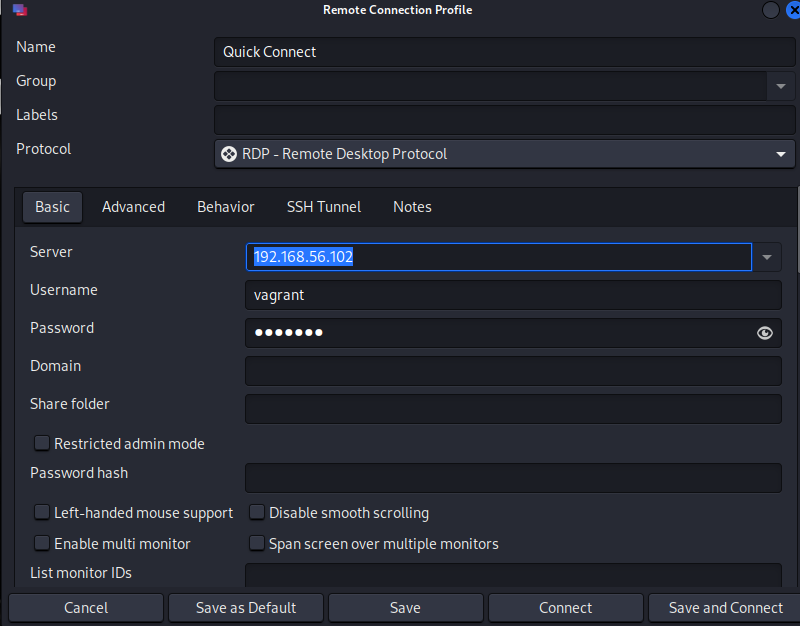 Remote Connection Profile
Name
Quick Connect
Group
Labels
Protocol
RDP - Remote Desktop Protocol
Basic Advanced Behavior SSH Tunnel Notes
Server
192.168.56.102
Username
vagrant
Password
●●●●●●●
Domain
Share folder
Restricted admin mode
Password hash
Left-handed mouse support Disable smooth scrolling
Enable multi monitor Span screen over multiple monitors
List monitor IDs
Cancel Save as Default Save Connect Save and Connect